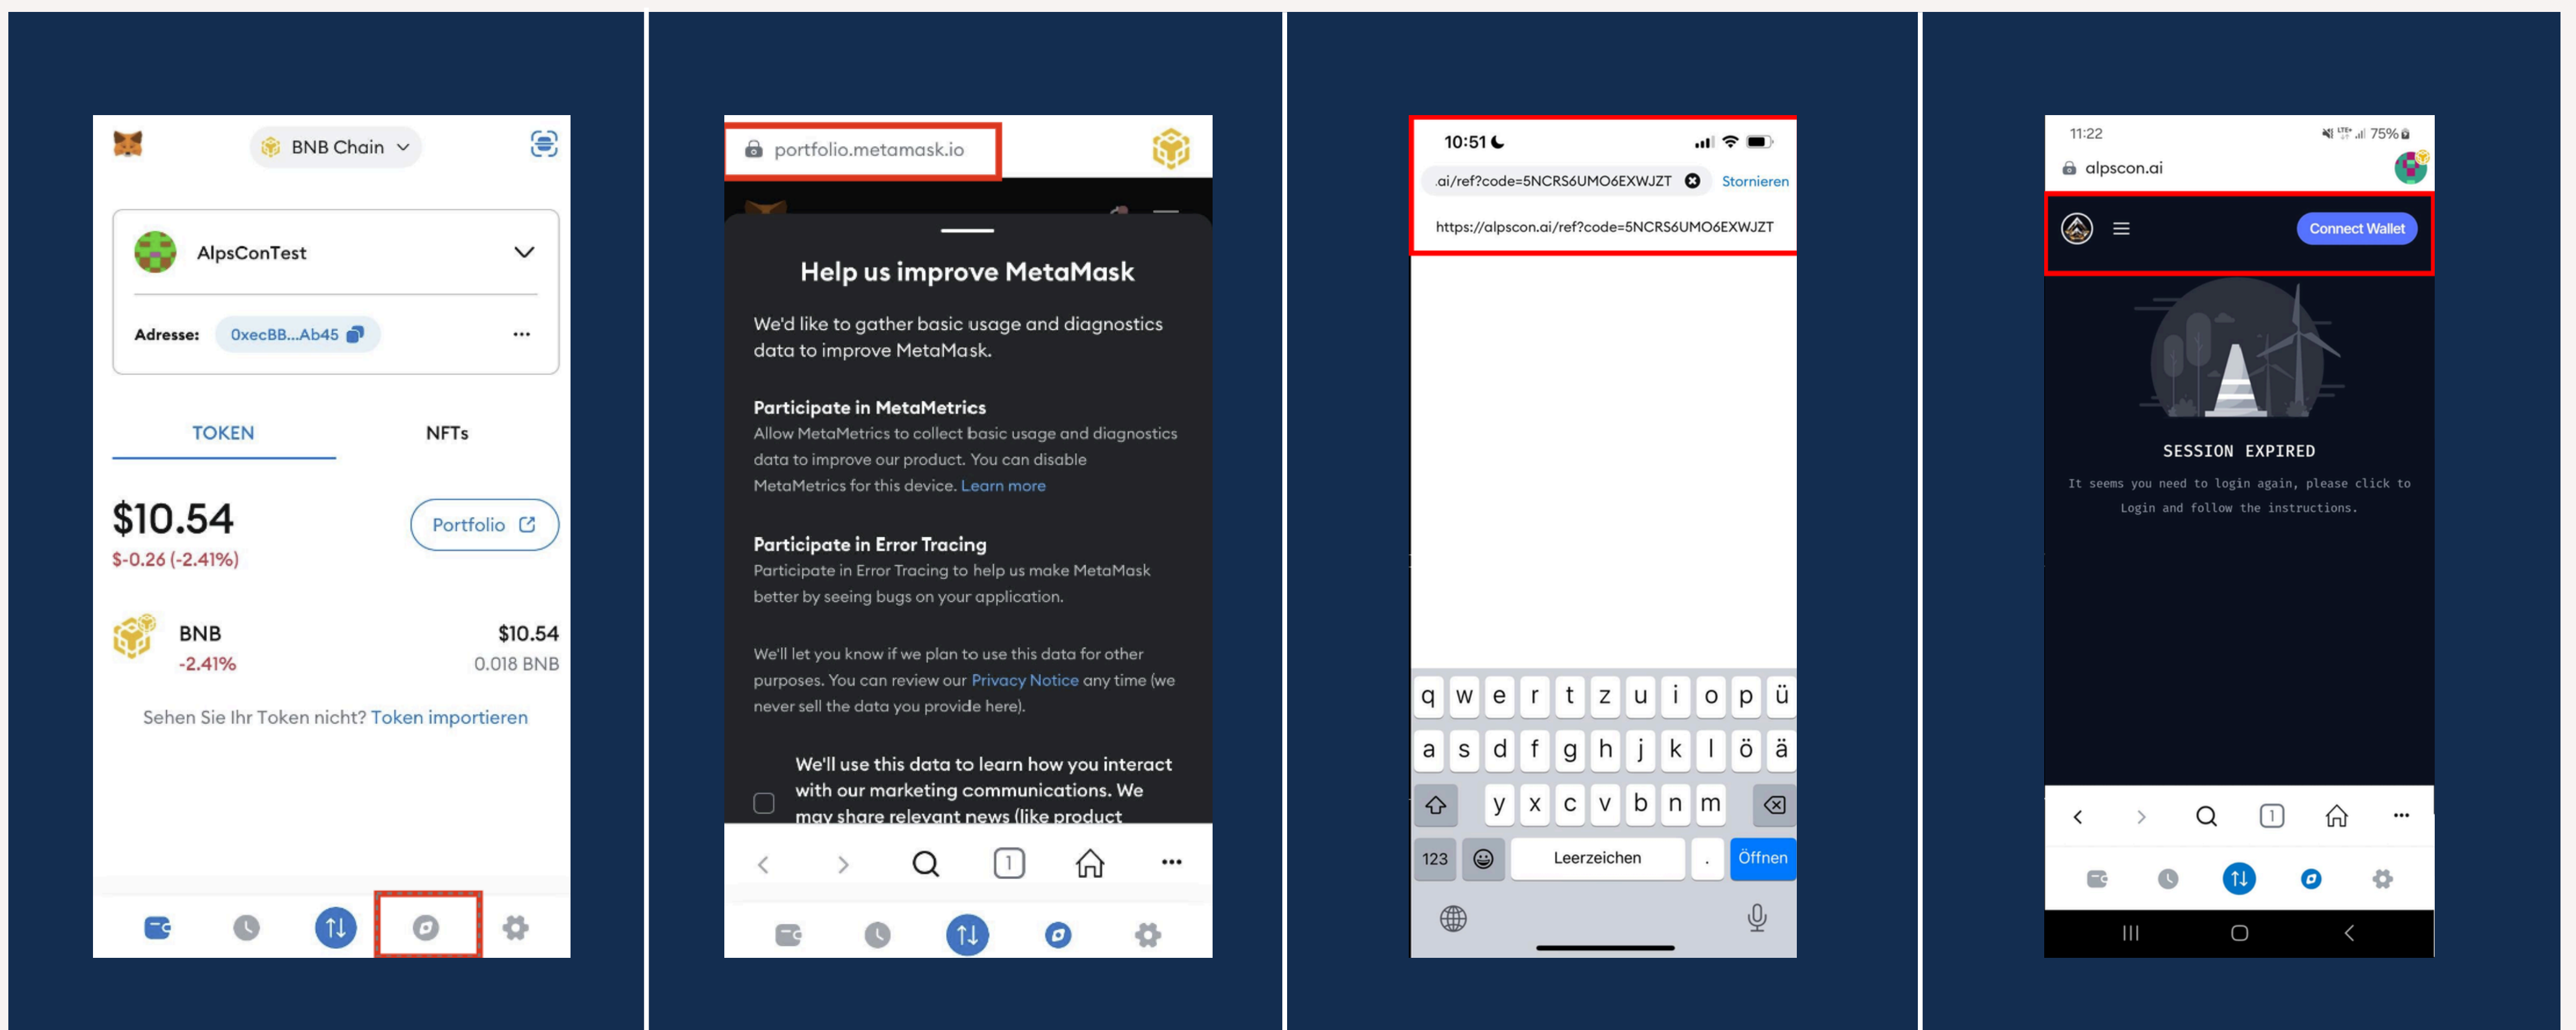 BNB Chain
AlpsConTest
Adresse: 0xecBB...Ab45
TOKEN NFTs
$10.54
Portfolio
$-0.26 (-2.41%)
BNB $10.54
-2.41% 0.018 BNB
Sehen Sie Ihr Token nicht? Token importieren
portfolio.metamask.io
Help us improve MetaMask
We'd like to gather basic usage and diagnostics
data to improve MetaMask.
Participate in MetaMetrics
Allow MetaMetrics to collect basic usage and diagnostics
data to improve our product. You can disable
MetaMetrics for this device. Learn more
Participate in Error Tracing
Participate in Error Tracing to help us make MetaMask
better by seeing bugs on your application.
We'll let you know if we plan to use this data for other
purposes. You can review our Privacy Notice any time (we
never sell the data you provide here).
We'll use this data to learn how you interact
with our marketing communications. We
may share relevant news (like product
1
10:51
.ai/ref?code=5NCRS6UMO6EXWJZT Stornieren
https://alpscon.ai/ref?code=5NCRS6UMO6EXWJZT
q w e r t z u i o p ü
a s d f g h j k l ö ä
y x c v b n m
123 Leerzeichen . Öffnen
11:22 LTE+ 75%
alpscon.ai
Connect Wallet
SESSION EXPIRED
It seems you need to login again, please click to
Login and follow the instructions.
1